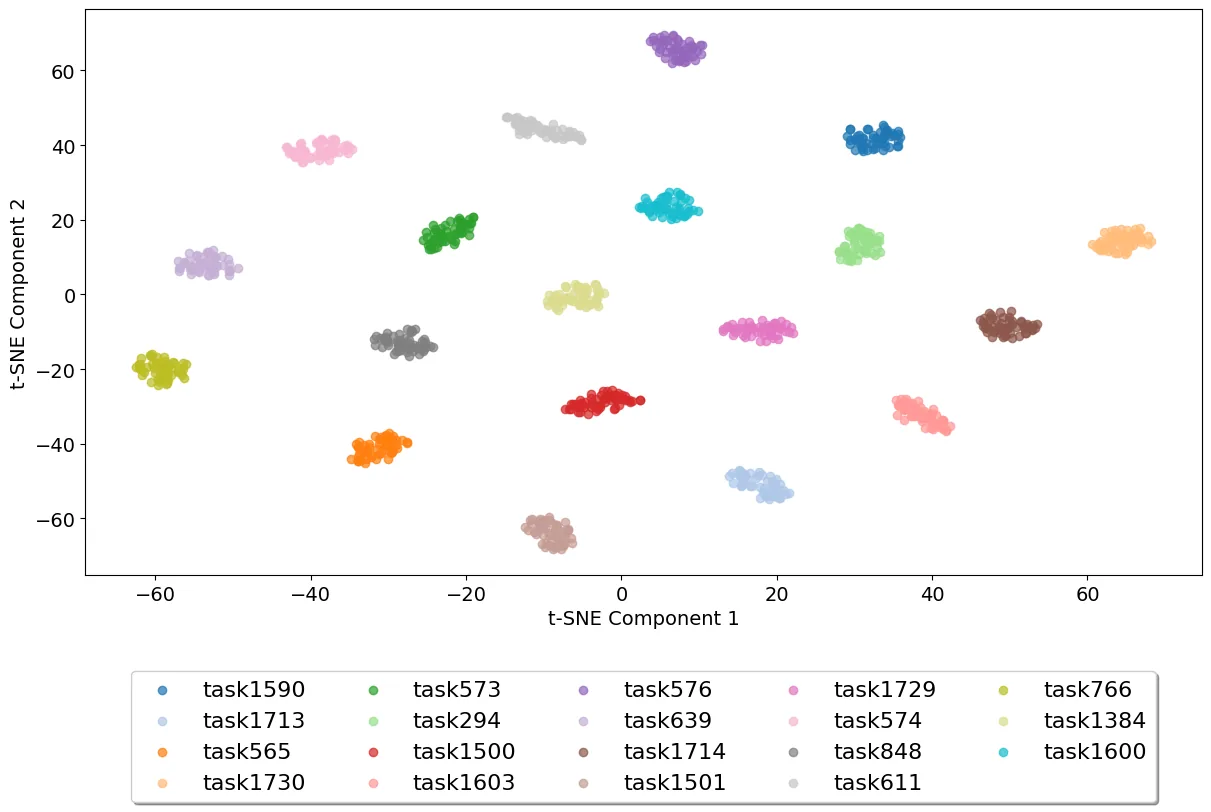 60
40
20
0
−20
−40
−60
t-SNE Component 2
−60 −40 −20 0 20 40 60
t-SNE Component 1
task1590 task573 task576 task1729 task766
task1713 task294 task639 task574 task1384
task565 task1500 task1714 task848 task1600
task1730 task1603 task1501 task611